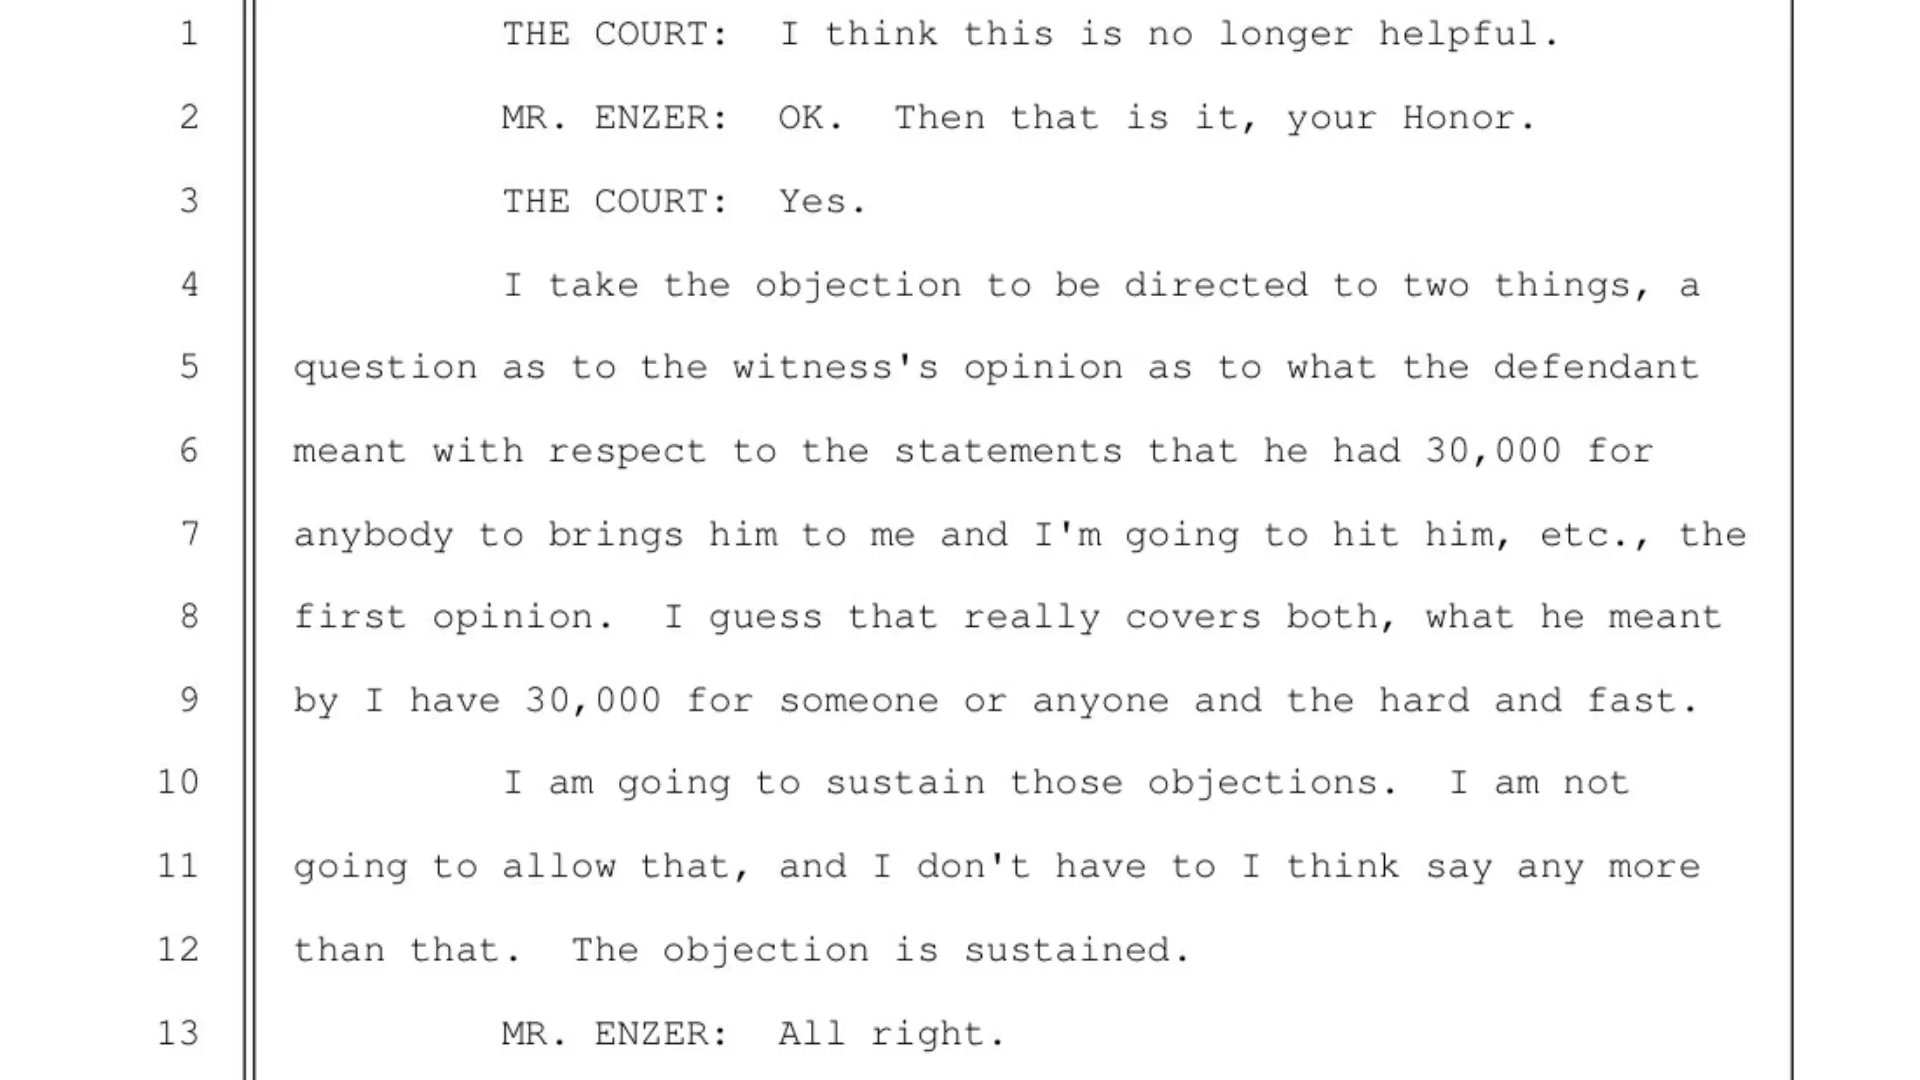 1 THE COURT: I think this is no longer helpful.
2 MR. ENZER: OK. Then that is it, your Honor.
3 THE COURT: Yes.
4 I take the objection to be directed to two things, a
5 question as to the witness's opinion as to what the defendant
6 meant with respect to the statements that he had 30,000 for
7 anybody to brings him to me and I'm going to hit him, etc., the
8 first opinion. I guess that really covers both, what he meant
9 by I have 30,000 for someone or anyone and the hard and fast.
10 I am going to sustain those objections. I am not
11 going to allow that, and I don't have to I think say any more
12 than that. The objection is sustained.
13 MR. ENZER: All right.